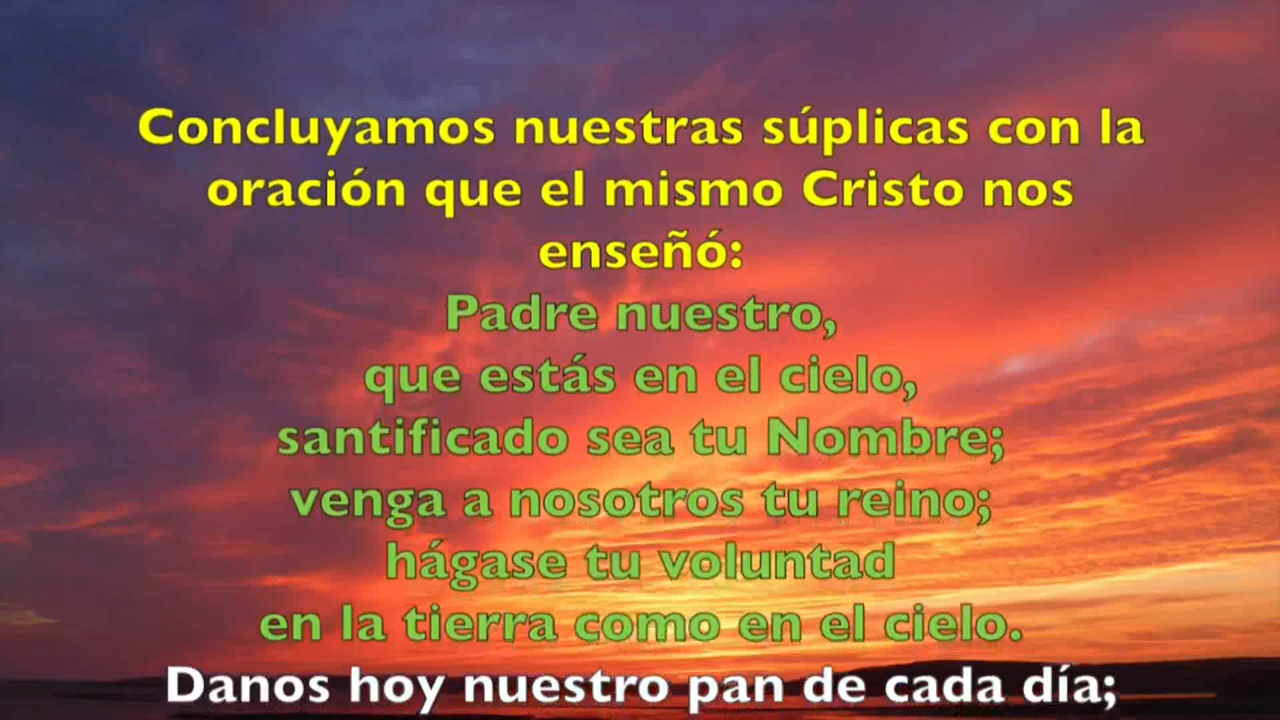 Concluyamos nuestras súplicas con la
oración que el mismo Cristo nos
enseñó:
Padre nuestro,
que estás en el cielo,
santificado sea tu Nombre;
venga a nosotros tu reino;
hágase tu voluntad
en la tierra como en el cielo.
Danos hoy nuestro pan de cada día;